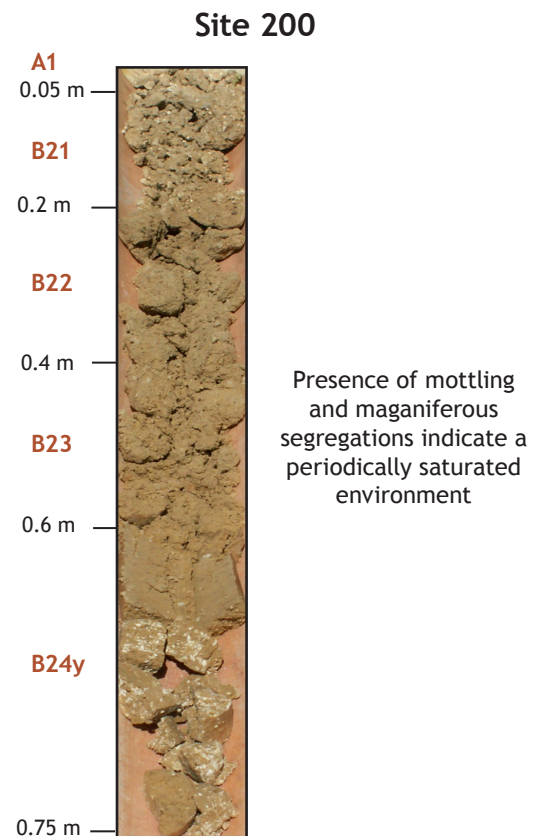 Site 200
A1
0.05 m
B21
0.2 m
B22
0.4 m
B23
0.6 m
B24y
0.75 m
Presence of mottling
and maganiferous
segregations indicate a
periodically saturated
environment